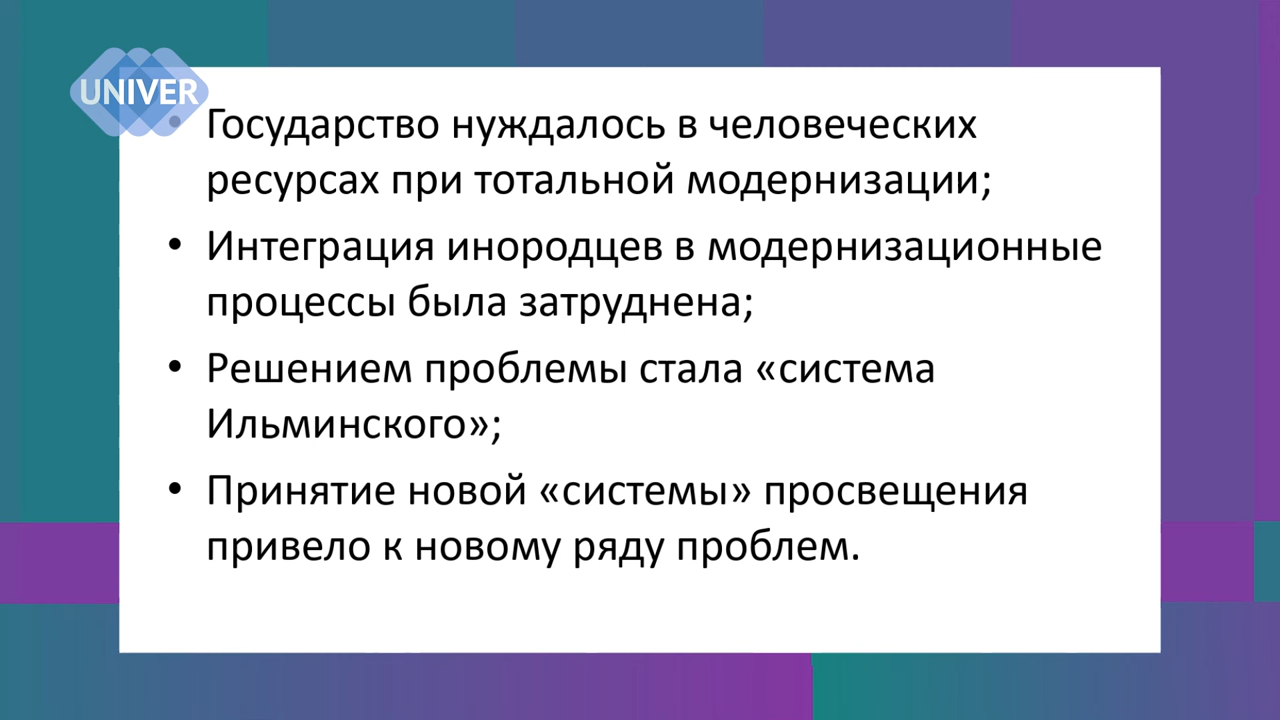 UNIVER
• Государство нуждалось в человеческих
ресурсах при тотальной модернизации;
• Интеграция инородцев в модернизационные
процессы была затруднена;
• Решением проблемы стала «система
Ильминского»;
• Принятие новой «системы» просвещения
привело к новому ряду проблем.